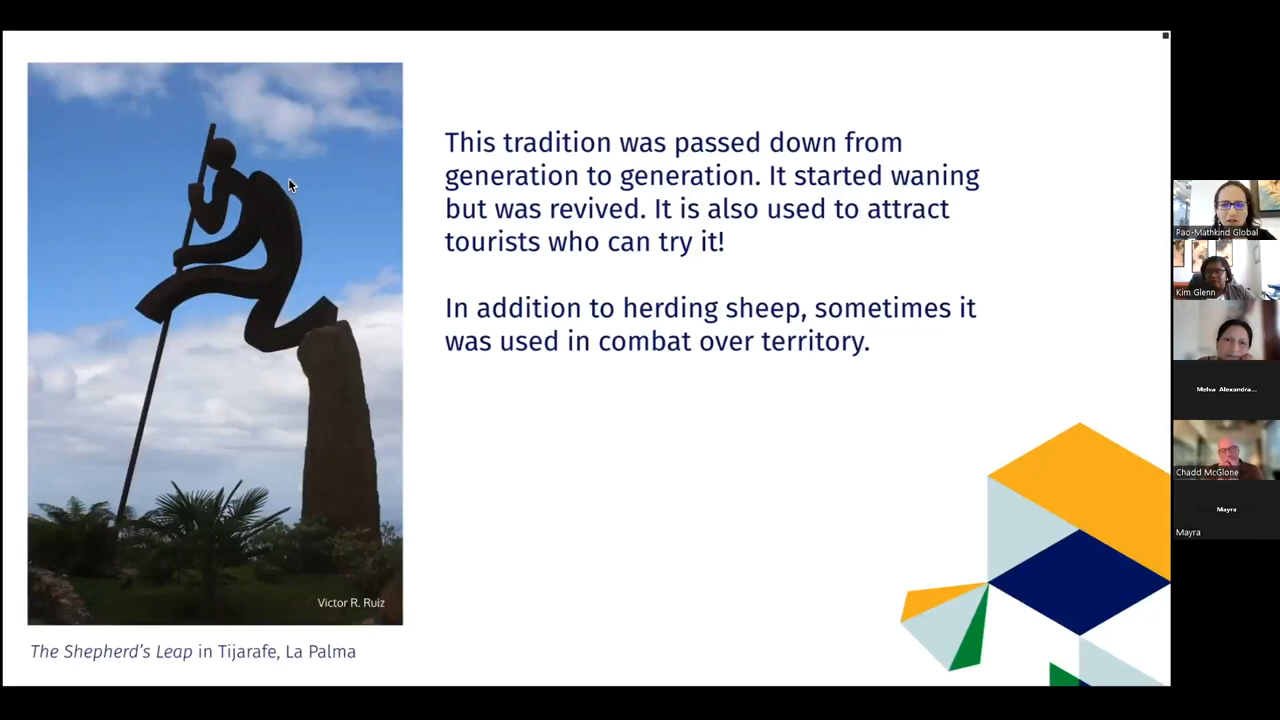 This tradition was passed down from
generation to generation. It started waning
but was revived. It is also used to attract
tourists who can try it!
In addition to herding sheep, sometimes it
was used in combat over territory.
Victor R. Ruiz
The Shepherd's Leap in Tijarafe, La Palma
Pao-Mathkind Global
Kim Glenn
Melva Alexandra...
Chadd McGlone
Mayra
Mayra